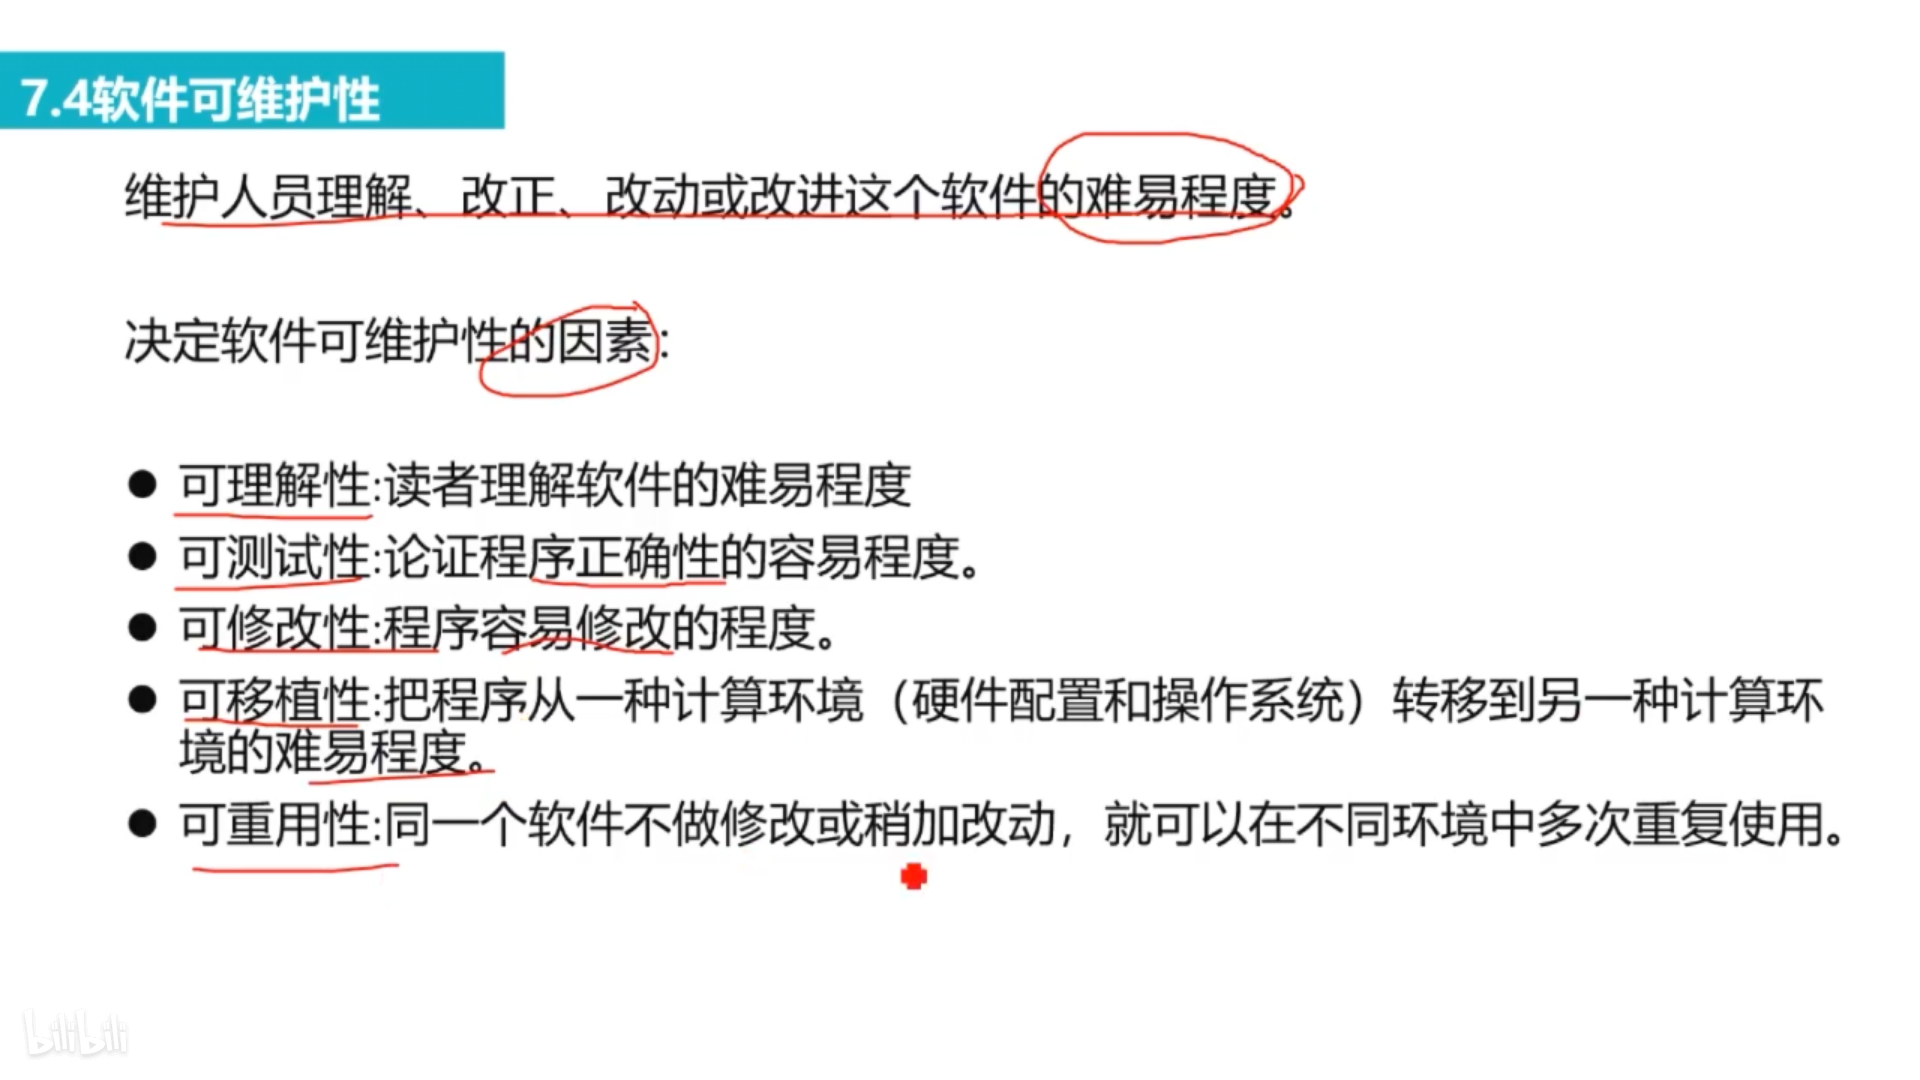 7.4软件可维护性
维护人员理解、改正、改动或改进这个软件的难易程度。
决定软件可维护性的因素:
● 可理解性:读者理解软件的难易程度
● 可测试性:论证程序正确性的容易程度。
● 可修改性:程序容易修改的程度。
● 可移植性:把程序从一种计算环境（硬件配置和操作系统）转移到另一种计算环
境的难易程度。
● 可重用性:同一个软件不做修改或稍加改动，就可以在不同环境中多次重复使用。
bilibili